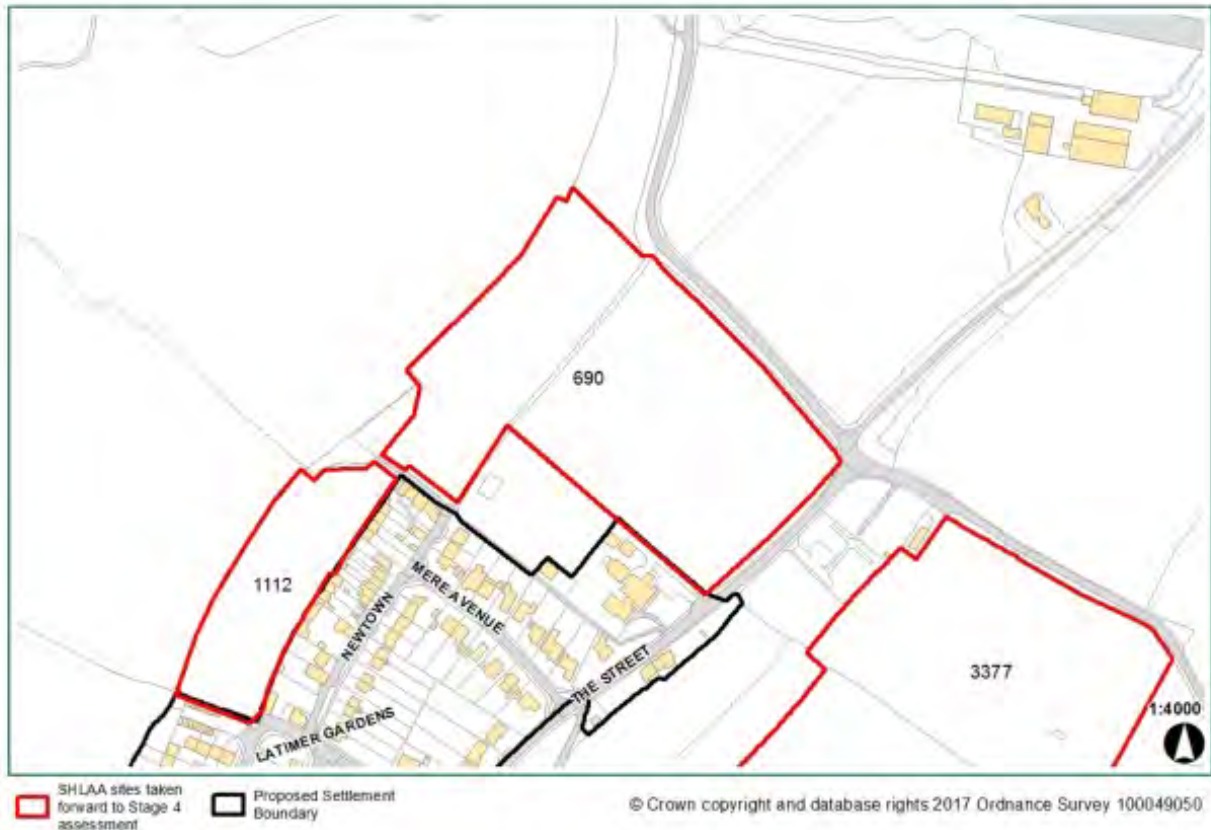 690
1112
MERE AVENUE
NEWTOWN
THE STREET
3377
1:4000
LATIMER GARDENS
SHLAA sites taken
forward to Stage 4
assessment
Proposed Settlement
Boundary
© Crown copyright and database rights 2017 Ordnance Survey 100049050